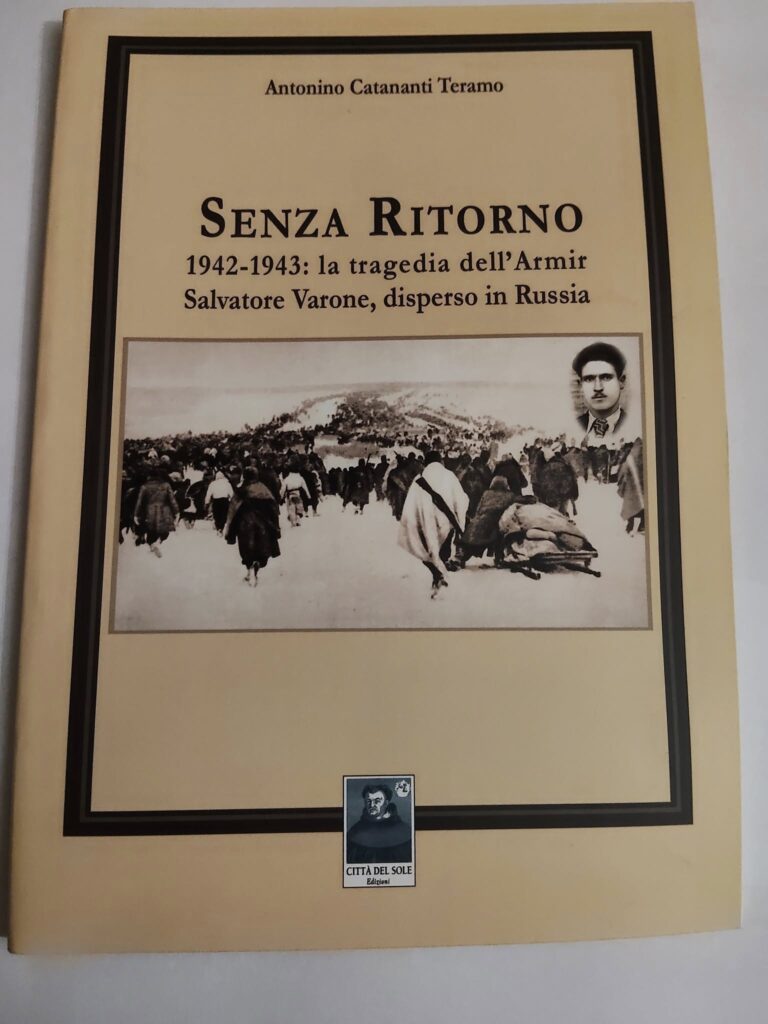 Antonino Catananti Teramo
SENZA RITORNO
1942-1943: la tragedia dell'Armir
Salvatore Varone, disperso in Russia
CITTÀ DEL SOLE
Edizioni